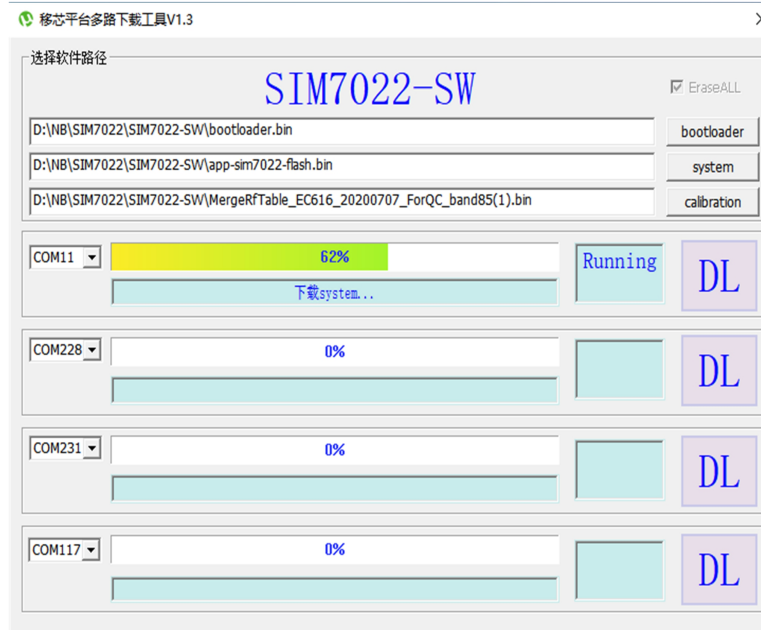 移芯平台多路下载工具V1.3
选择软件路径
SIM7022-SW
EraseALL
D:\NB\SIM7022\SIM7022-SW\bootloader.bin
bootloader
D:\NB\SIM7022\SIM7022-SW\app-sim7022-flash.bin
system
D:\NB\SIM7022\SIM7022-SW\MergeRfTable_EC616_20200707_ForQC_band85(1).bin
calibration
COM11
62%
Running
DL
下载system...
COM228
0%
DL
COM231
0%
DL
COM117
0%
DL